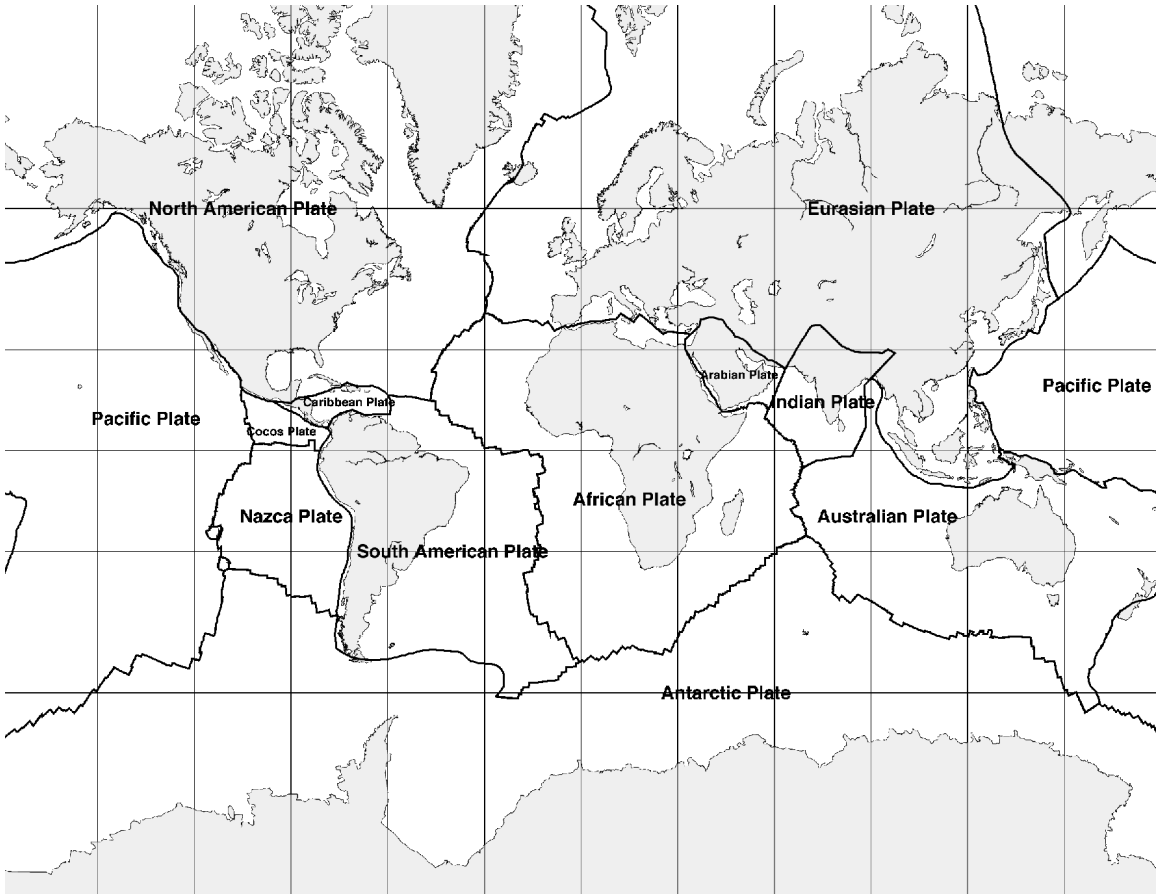 North American Plate
Eurasian Plate
Arabian Plate
Pacific Plate
Caribbean Plate
Indian Plate
Pacific Plate
Cocos Plate
African Plate
Nazca Plate
Australian Plate
South American Plate
Antarctic Plate